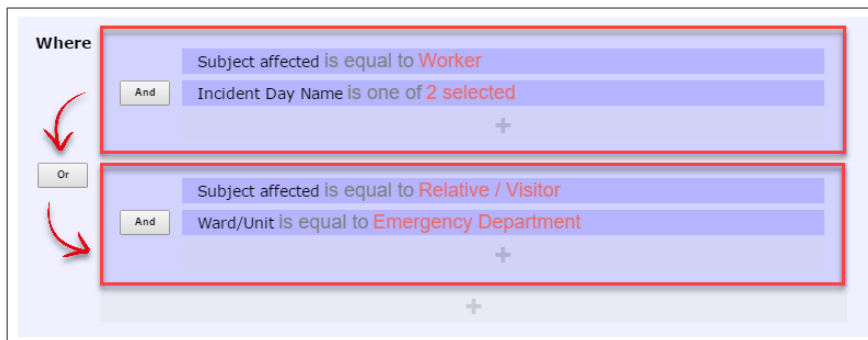 Where
Subject affected is equal to Worker
And
Incident Day Name is one of 2 selected
+
Or
Subject affected is equal to Relative / Visitor
And
Ward/Unit is equal to Emergency Department
+
+